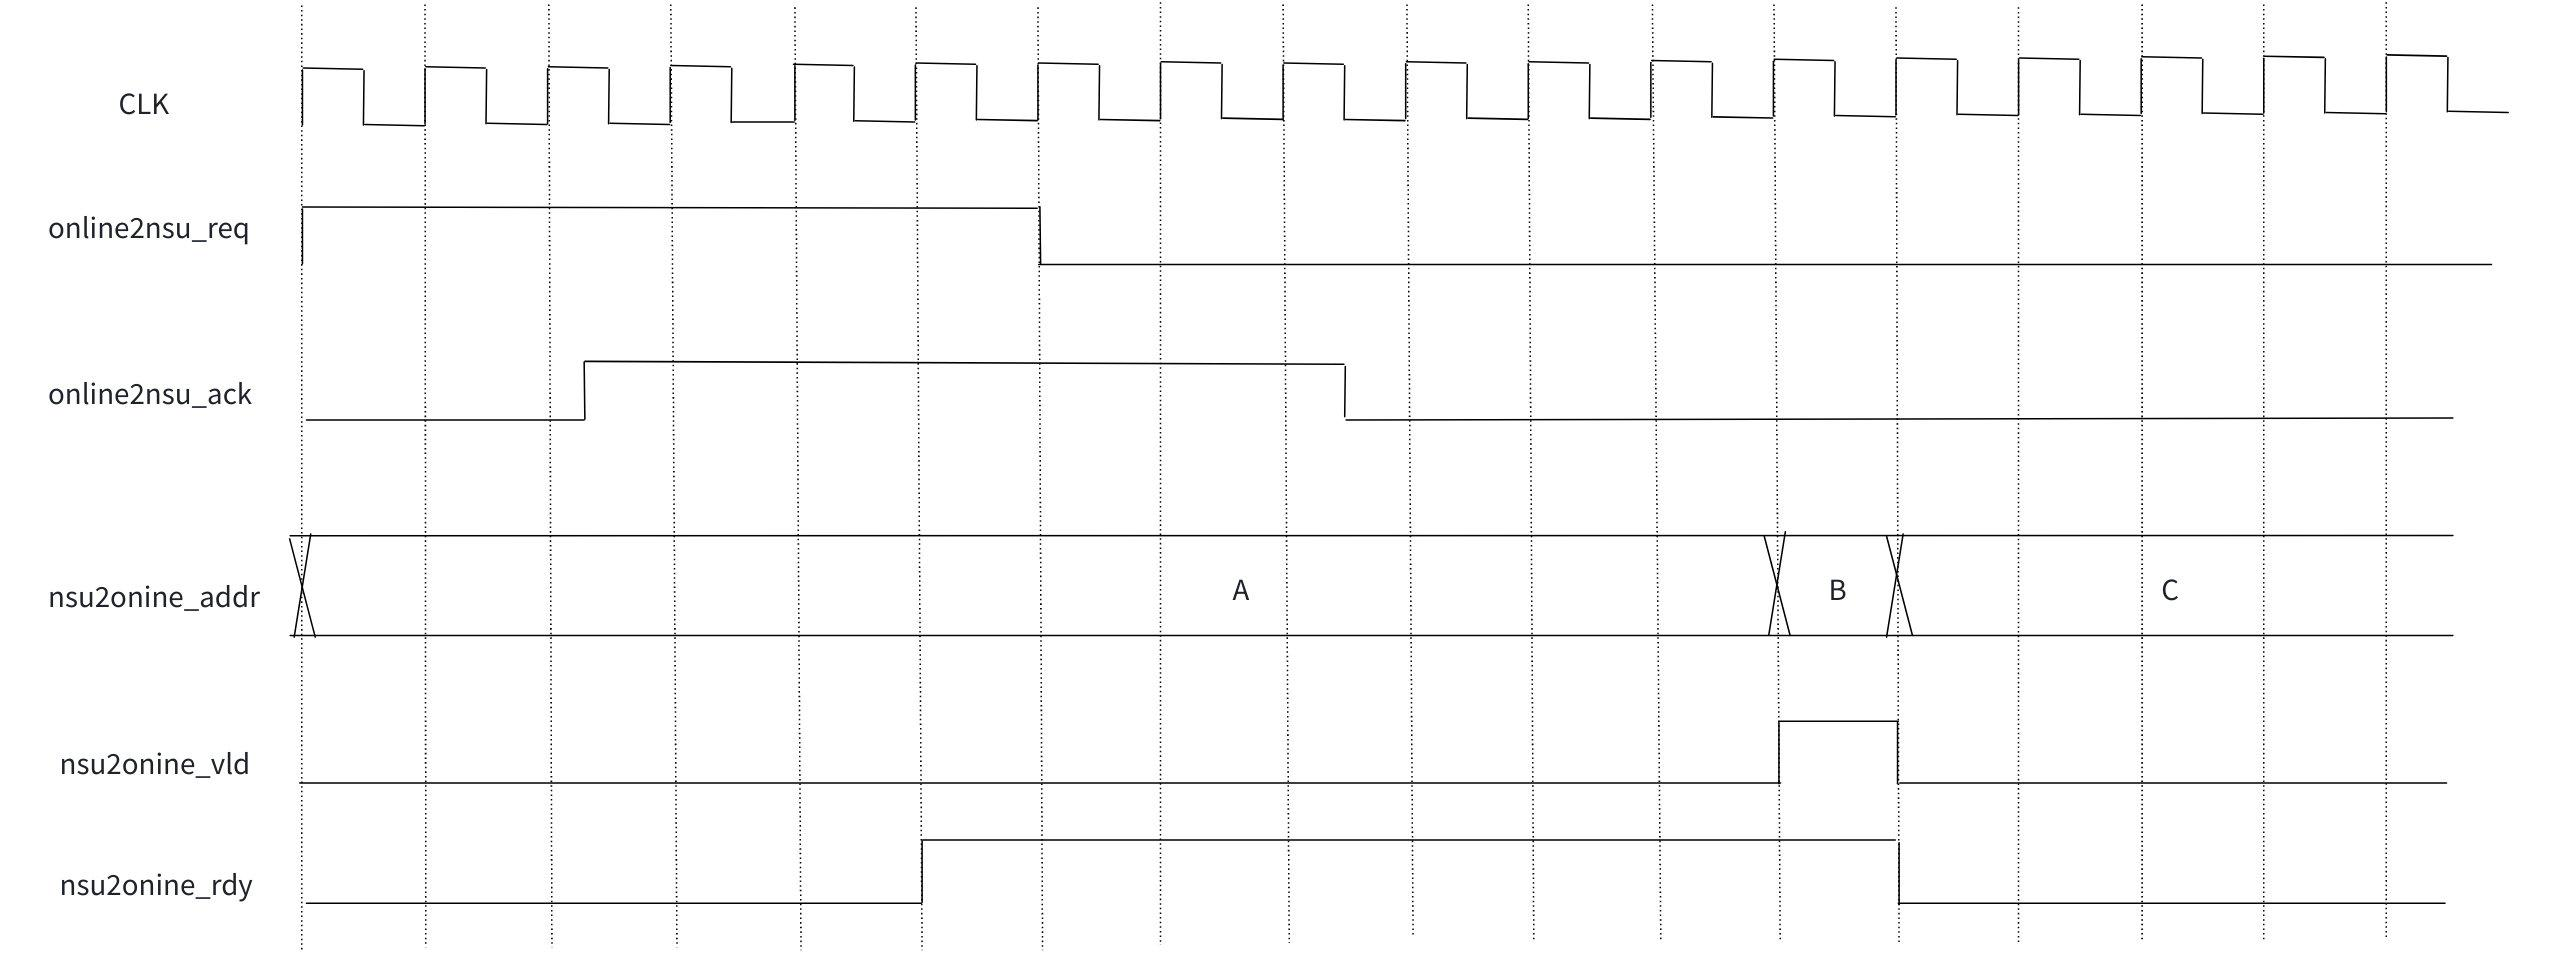 CLK
online2nsu_req
online2nsu_ack
nsu2onine_addr
A
B
C
nsu2onine_vld
nsu2onine_rdy